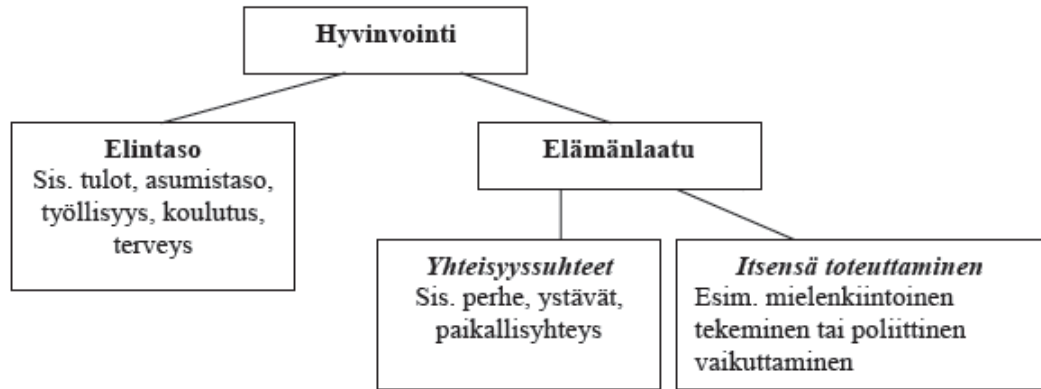 Hyvinvointi
Elintaso
Sis. tulot, asumistaso,
työllisyys, koulutus,
terveys
Elämänlaatu
Yhteisyyssuhteet
Sis. perhe, ystävät,
paikallisyhteys
Itsensä toteuttaminen
Esim. mielenkiintoinen
tekeminen tai poliittinen
vaikuttaminen